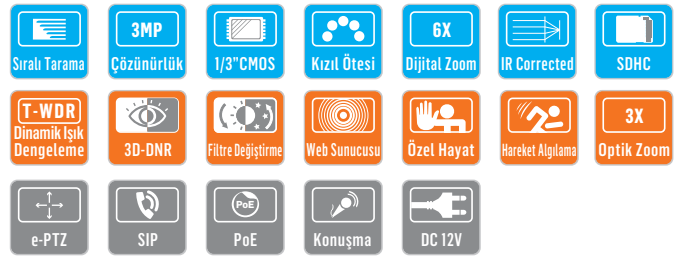 3MP
6X
Sıralı Tarama
Çözünürlük
1/3"CMOS
Kızıl Ötesi
Dijital Zoom
IR Corrected
SDHC
T-WDR
Dinamik Işık
Dengeleme
3D-DNR
Filtre Değiştirme
Web Sunucusu
Özel Hayat
Hareket Algılama
3X
Optik Zoom
e-PTZ
SIP
PoE
PoE
Konuşma
DC 12V